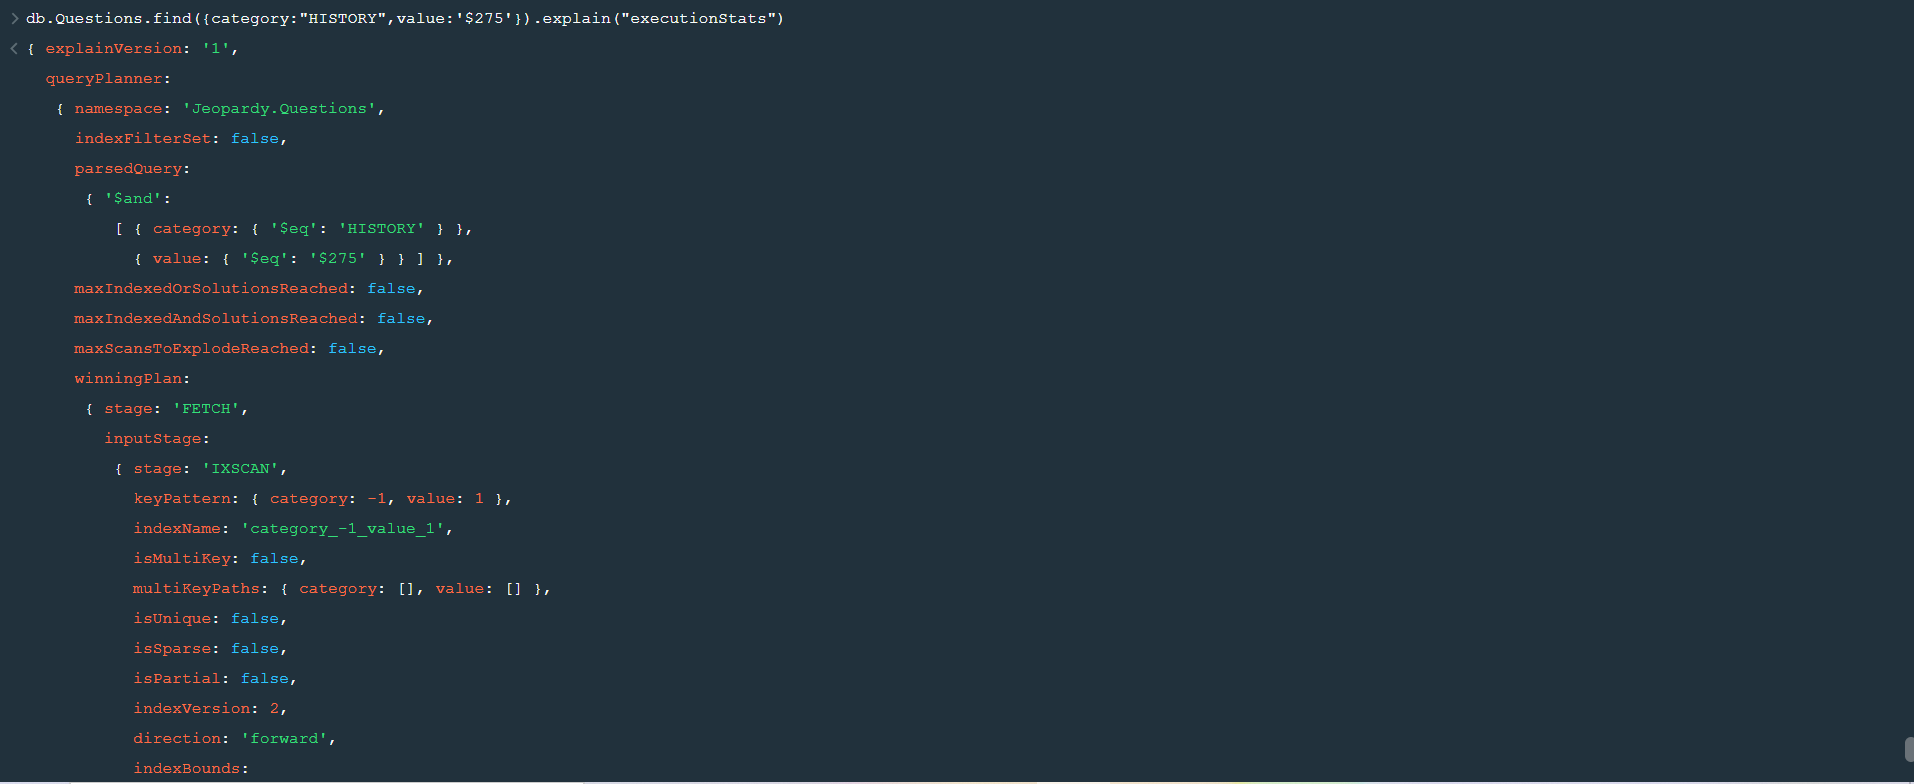 > db.Questions.find({category:"HISTORY",value:'$275'}).explain("executionStats")
< { explainVersion: '1',
queryPlanner:
{ namespace: 'Jeopardy.Questions',
indexFilterSet: false,
parsedQuery:
{ '$and':
[ { category: { '$eq': 'HISTORY' } },
{ value: { '$eq': '$275' } } ] },
maxIndexedOrSolutionsReached: false,
maxIndexedAndSolutionsReached: false,
maxScansToExplodeReached: false,
winningPlan:
{ stage: 'FETCH',
inputStage:
{ stage: 'IXSCAN',
keyPattern: { category: -1, value: 1 },
indexName: 'category_-1_value_1',
isMultiKey: false,
multiKeyPaths: { category: [], value: [] },
isUnique: false,
isSparse: false,
isPartial: false,
indexVersion: 2,
direction: 'forward',
indexBounds: